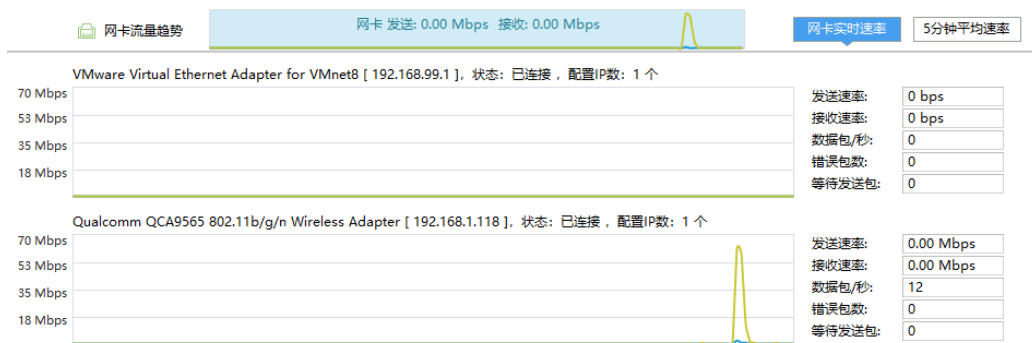 网卡流量趋势 网卡 发送: 0.00 Mbps 接收: 0.00 Mbps 网卡实时速率 5分钟平均速率
VMware Virtual Ethernet Adapter for VMnet8 [ 192.168.99.1 ], 状态: 已连接 , 配置IP数: 1 个
70 Mbps
53 Mbps
35 Mbps
18 Mbps
发送速率: 0 bps
接收速率: 0 bps
数据包/秒: 0
错误包数: 0
等待发送包: 0
Qualcomm QCA9565 802.11b/g/n Wireless Adapter [ 192.168.1.118 ], 状态: 已连接 , 配置IP数: 1 个
70 Mbps
53 Mbps
35 Mbps
18 Mbps
发送速率: 0.00 Mbps
接收速率: 0.00 Mbps
数据包/秒: 12
错误包数: 0
等待发送包: 0